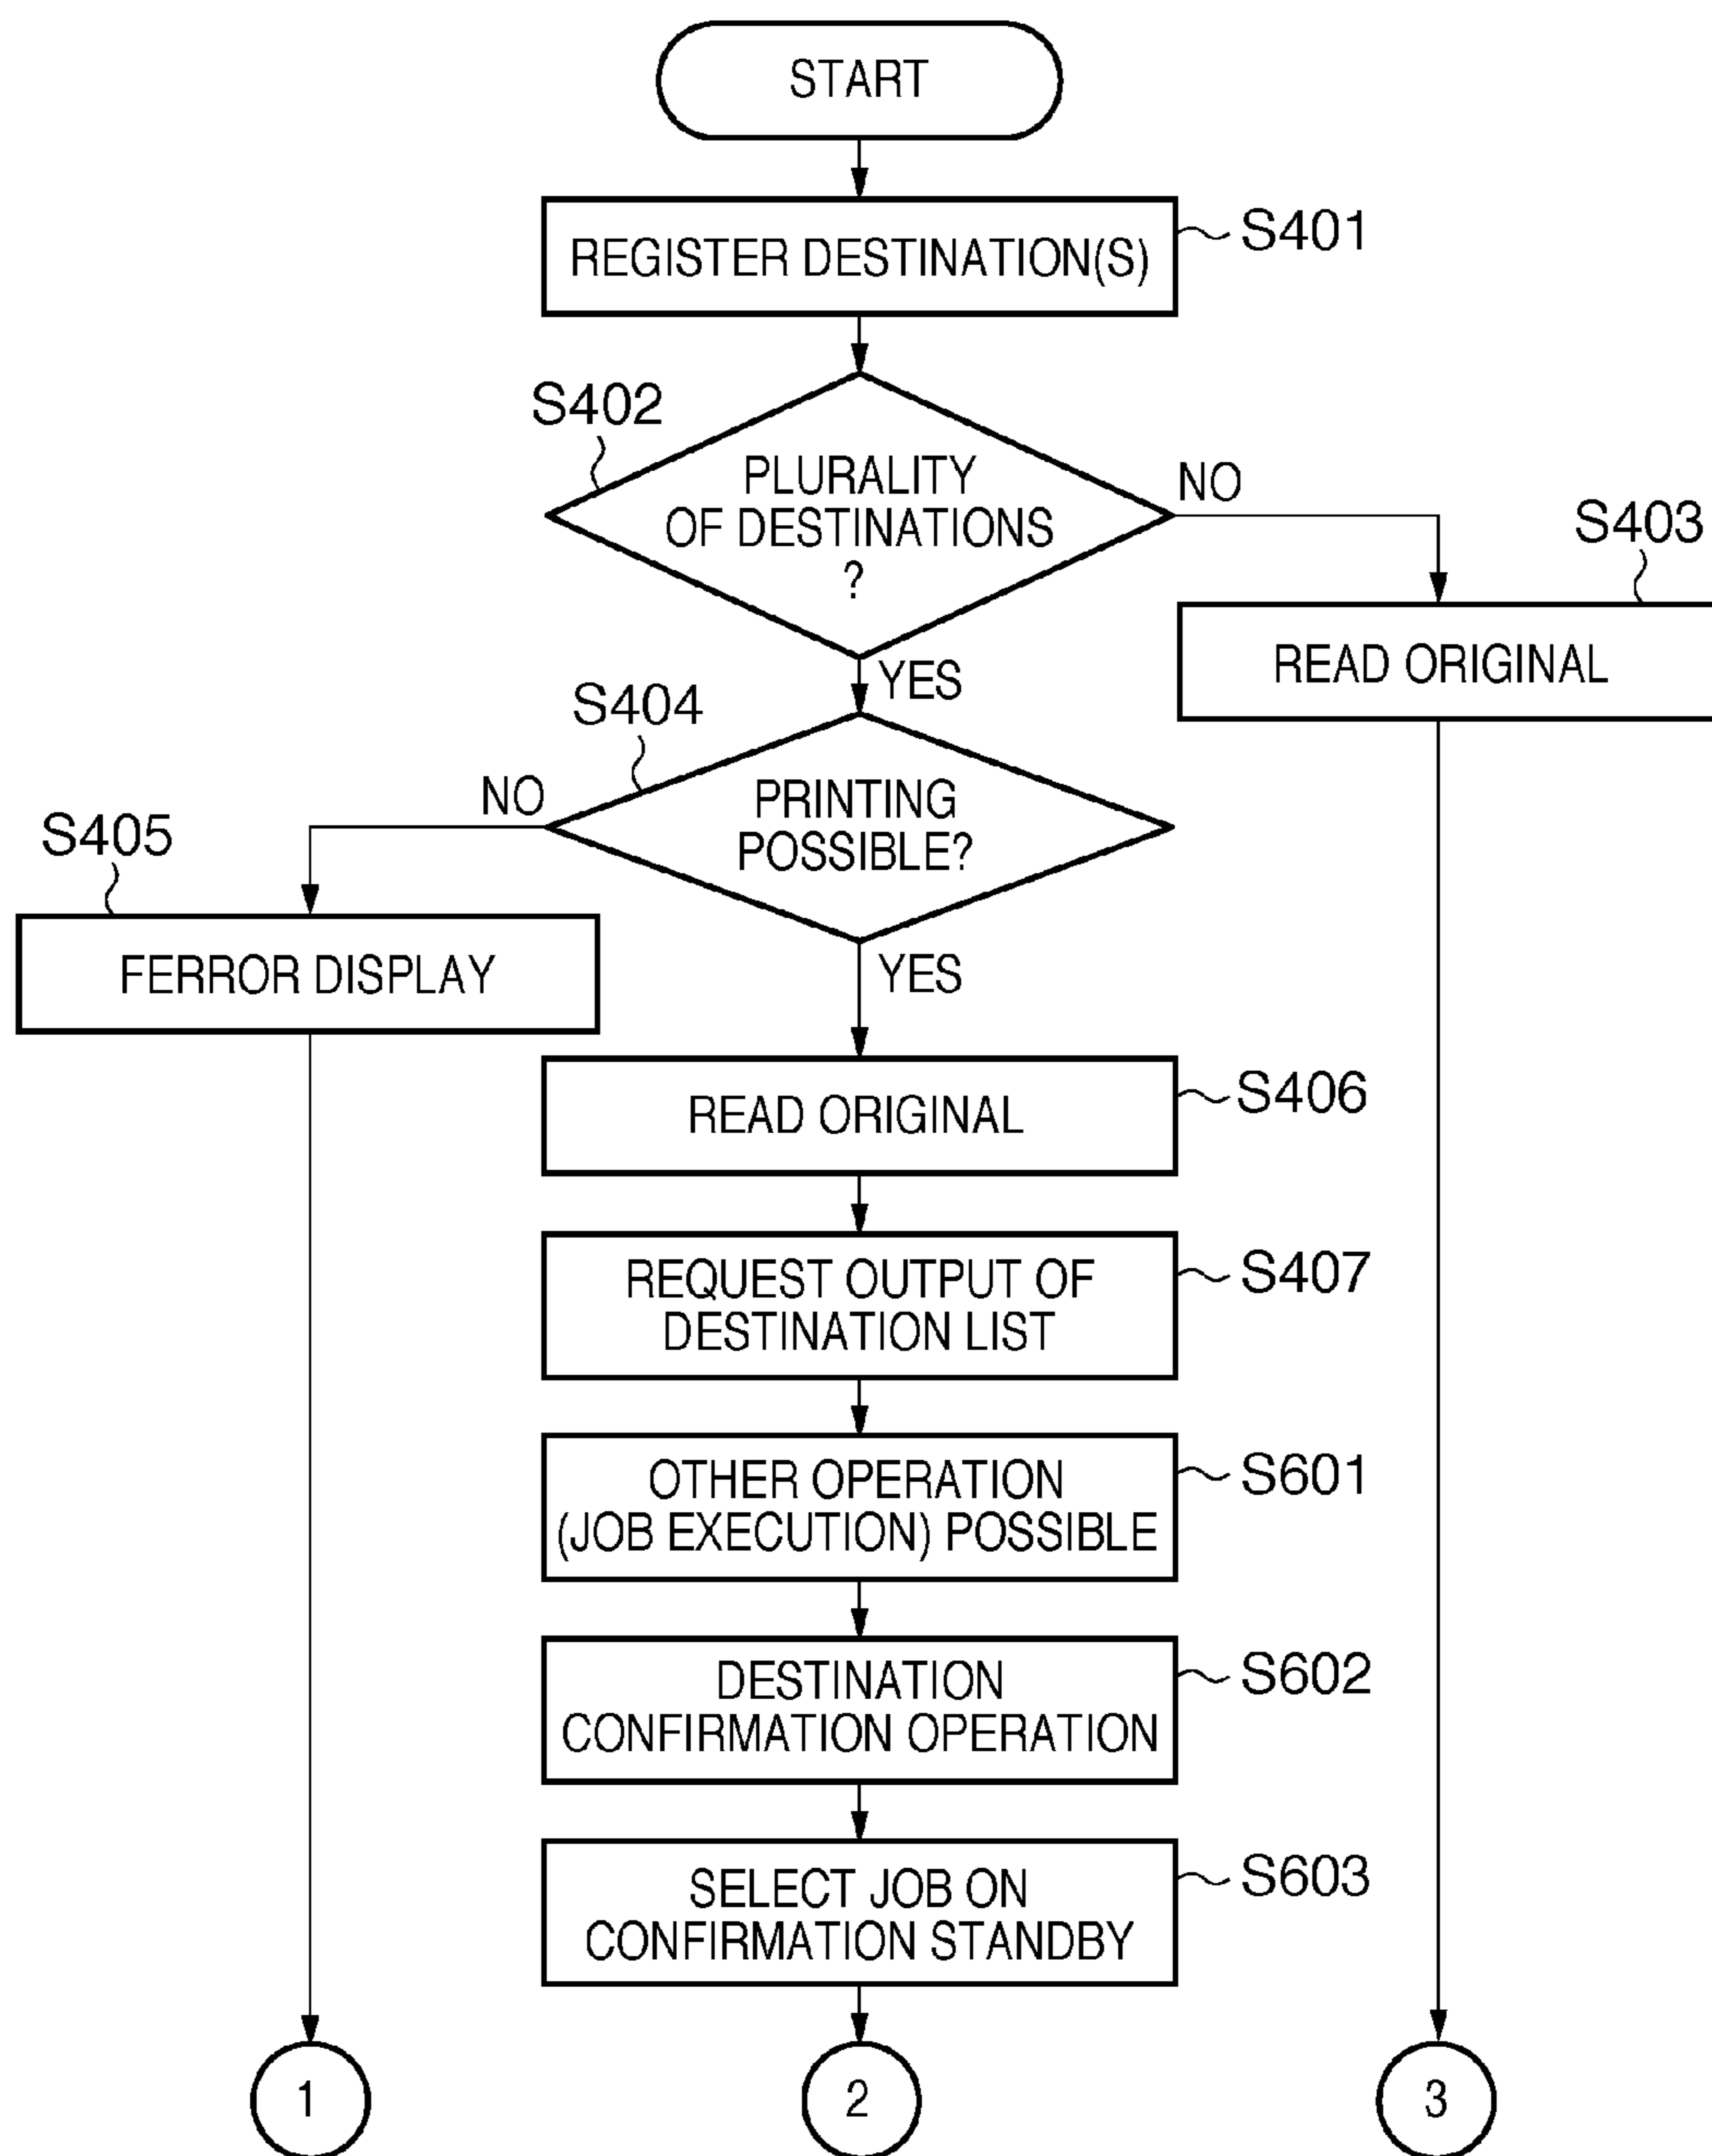 START
REGISTER DESTINATION(S)
S401
S402
PLURALITY
OF DESTINATIONS
?
NO
S403
READ ORIGINAL
YES
S404
PRINTING
POSSIBLE?
NO
S405
FERROR DISPLAY
YES
READ ORIGINAL
S406
REQUEST OUTPUT OF
DESTINATION LIST
S407
OTHER OPERATION
(JOB EXECUTION) POSSIBLE
S601
DESTINATION
CONFIRMATION OPERATION
S602
SELECT JOB ON
CONFIRMATION STANDBY
S603
1
2
3